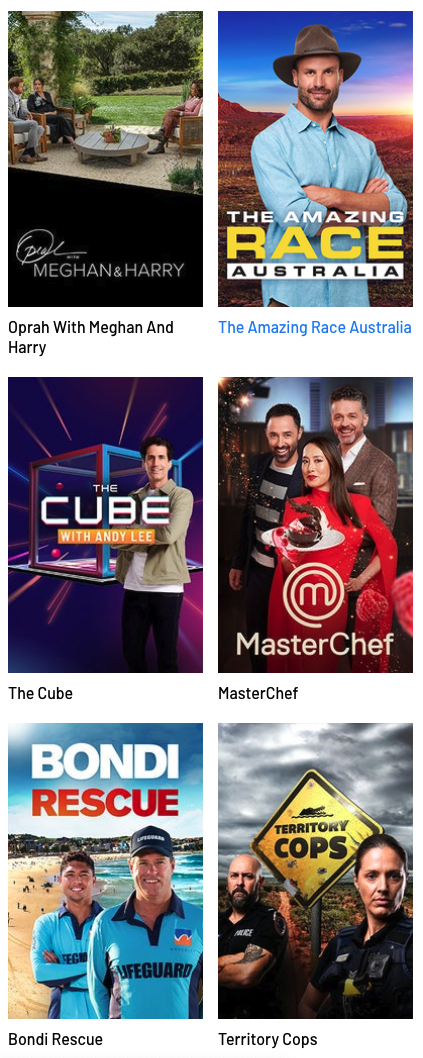 Oprah
WITH
MEGHAN & HARRY
Oprah With Meghan And
Harry
THE AMAZING
RACE
AUSTRALIA
The Amazing Race Australia
THE
CUBE
WITH ANDY LEE
The Cube
MasterChef
MasterChef
BONDI
RESCUE
LIFEGUARD
LIFEGUARD
Bondi Rescue
TERRITORY
COPS
POLICE
Territory Cops